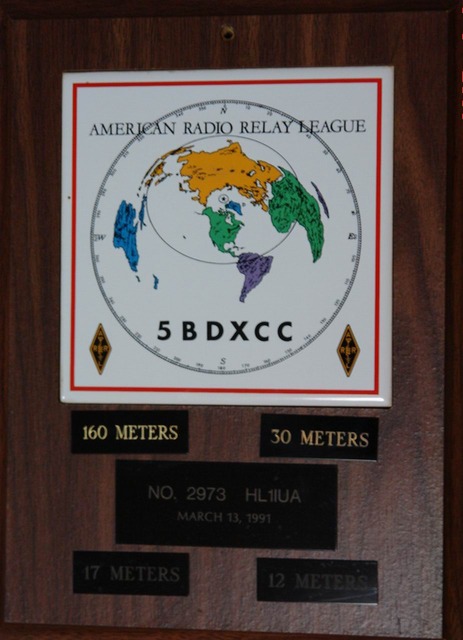 AMERICAN RADIO RELAY LEAGUE
N
W
S
5BDXCC
160 METERS
30 METERS
NO. 2973 HL1IUA
MARCH 13, 1991
17 METERS
12 METERS